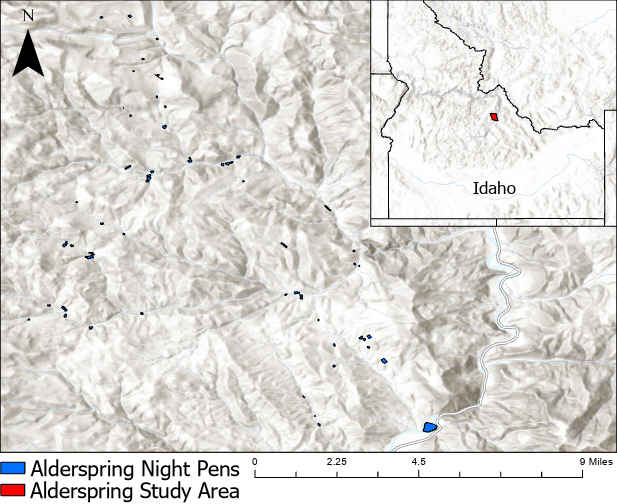 N
Idaho
Alderspring Night Pens
Alderspring Study Area
0 2.25 4.5 9 Miles